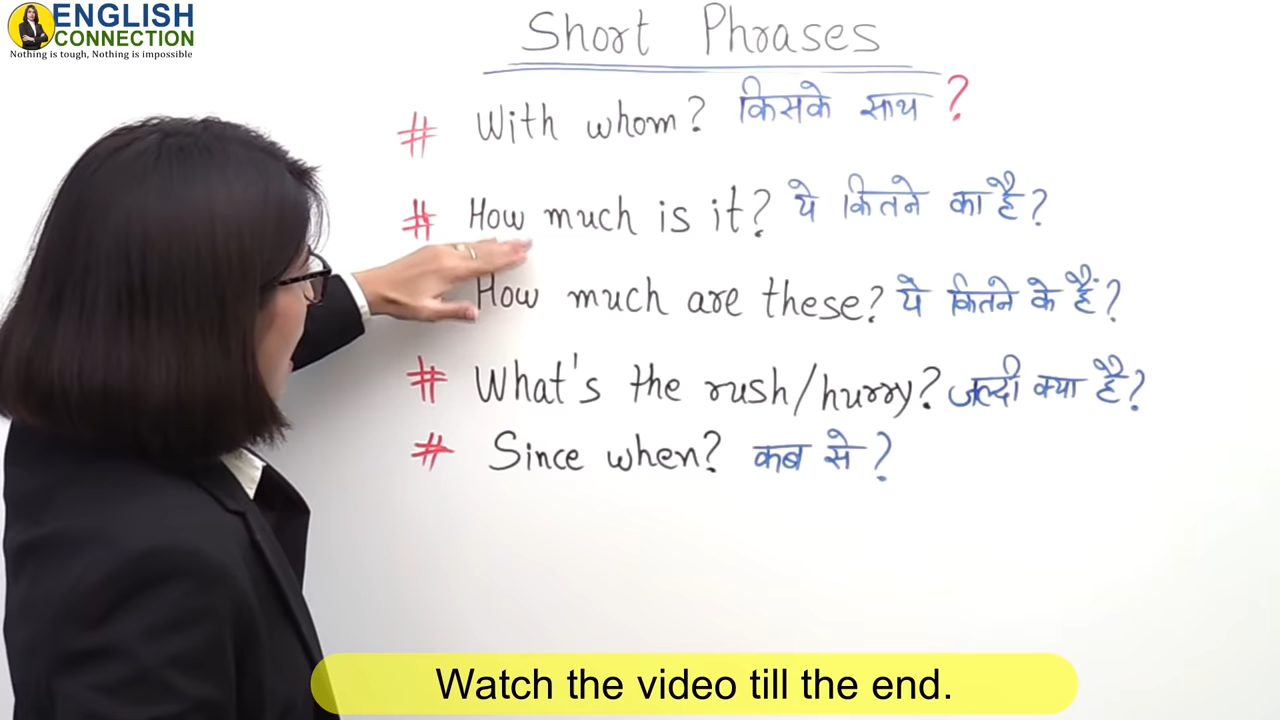 ENGLISH
CONNECTION
Nothing is tough, Nothing is impossible
Short Phrases
# With whom? किसके साथ ?
# How much is it? ये कितने का है ?
How much are these? ये कितने के हैं ?
# What's the rush/hurry? जल्दी क्या है ?
# Since when? कब से ?
Watch the video till the end.